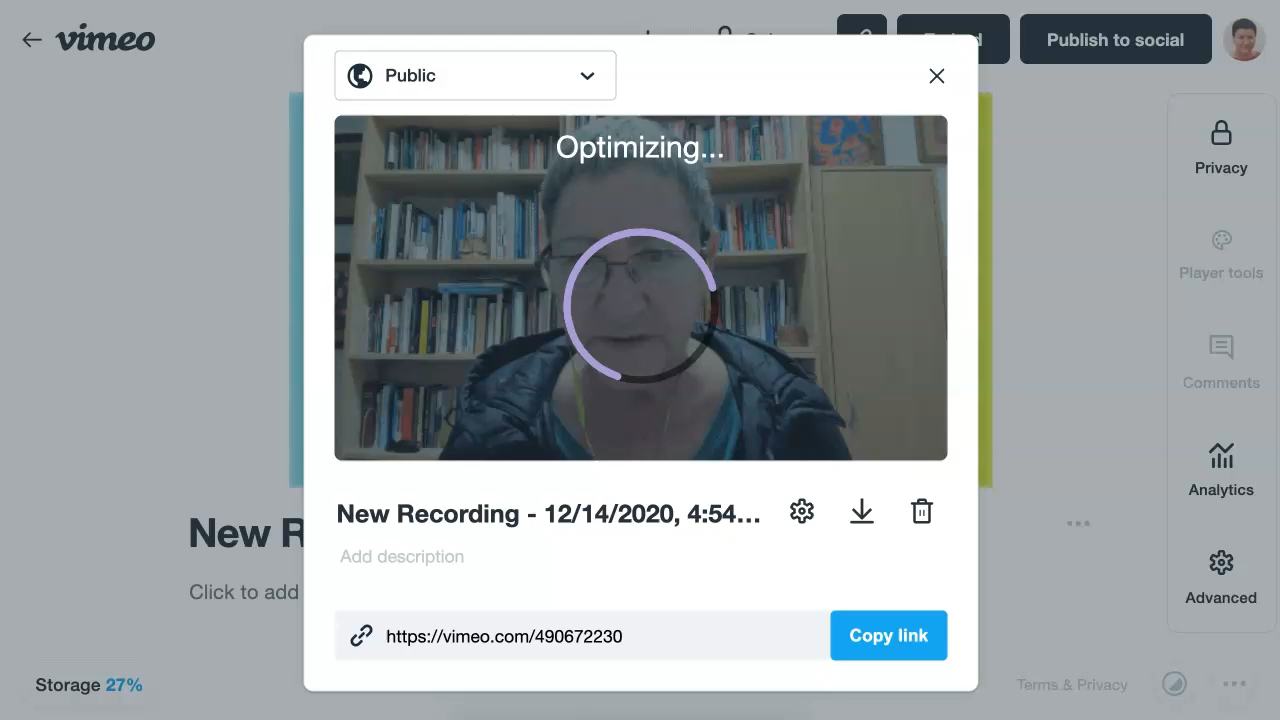 vimeo
Publish to social
Public
Optimizing...
Privacy
Player tools
Comments
Analytics
Advanced
New Recording - 12/14/2020, 4:54...
Add description
New R
Click to add
https://vimeo.com/490672230
Copy link
Storage 27%
Terms & Privacy